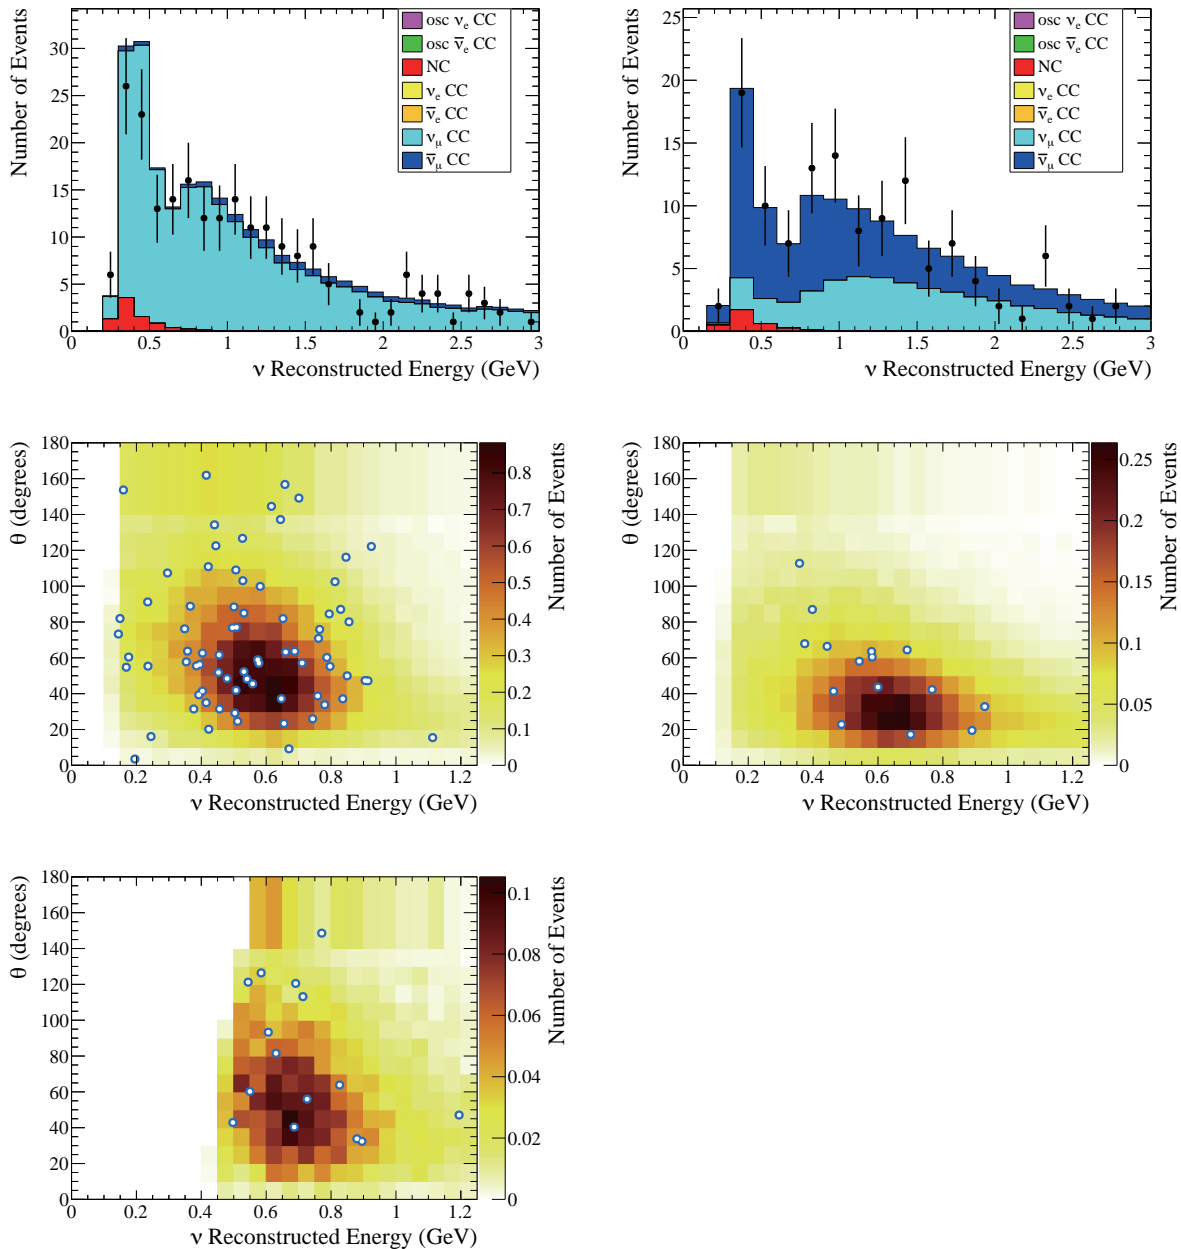 Number of Events
30
25
20
15
10
5
0
0 0.5 1 1.5 2 2.5 3
ν Reconstructed Energy (GeV)
osc νe CC
osc ν̅e CC
NC
νe CC
ν̅e CC
νμ CC
ν̅μ CC
Number of Events
25
20
15
10
5
0
0 0.5 1 1.5 2 2.5 3
ν Reconstructed Energy (GeV)
osc νe CC
osc ν̅e CC
NC
νe CC
ν̅e CC
νμ CC
ν̅μ CC
θ (degrees)
180
160
140
120
100
80
60
40
20
0
0 0.2 0.4 0.6 0.8 1 1.2
ν Reconstructed Energy (GeV)
0.8
0.7
0.6
0.5
0.4
0.3
0.2
0.1
0
Number of Events
θ (degrees)
180
160
140
120
100
80
60
40
20
0
0 0.2 0.4 0.6 0.8 1 1.2
ν Reconstructed Energy (GeV)
0.25
0.2
0.15
0.1
0.05
0
Number of Events
θ (degrees)
180
160
140
120
100
80
60
40
20
0
0 0.2 0.4 0.6 0.8 1 1.2
ν Reconstructed Energy (GeV)
0.1
0.08
0.06
0.04
0.02
0
Number of Events